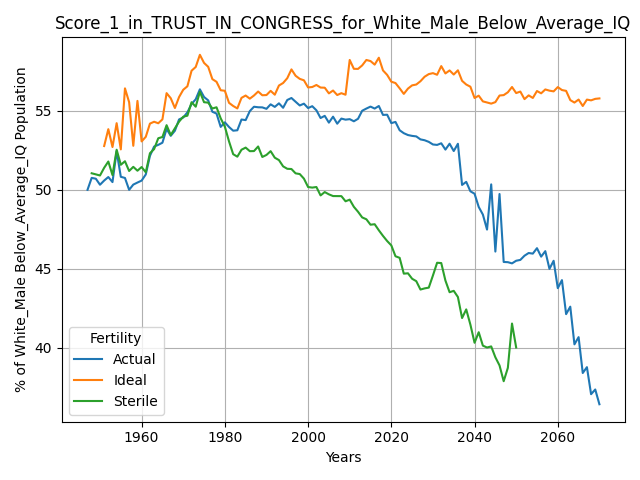 Score_1_in_TRUST_IN_CONGRESS_for_White_Male_Below_Average_IQ
% of White_Male Below_Average_IQ Population
55
50
45
40
Fertility
Actual
Ideal
Sterile
1960 1980 2000 2020 2040 2060
Years